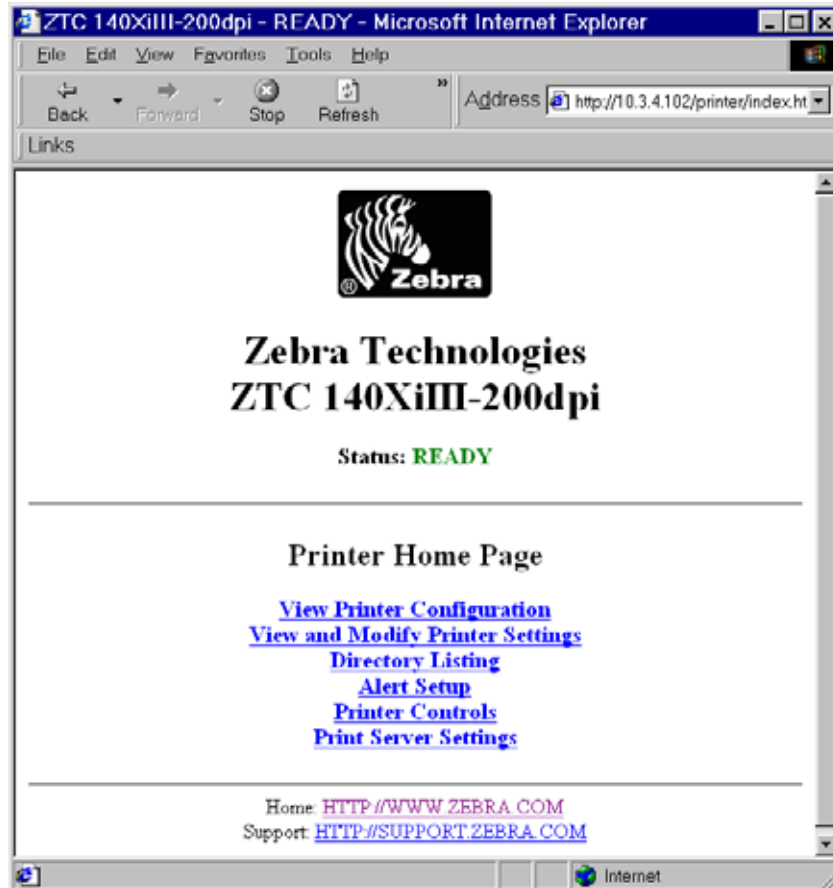 ZTC 140XiIII-200dpi - READY - Microsoft Internet Explorer
File Edit View Favorites Tools Help
Back Forward Stop Refresh » Address http://10.3.4.102/printer/index.ht
Links
® Zebra
Zebra Technologies
ZTC 140XiIII-200dpi
Status: READY
Printer Home Page
View Printer Configuration
View and Modify Printer Settings
Directory Listing
Alert Setup
Printer Controls
Print Server Settings
Home: HTTP://WWW.ZEBRA.COM
Support: HTTP://SUPPORT.ZEBRA.COM
Internet